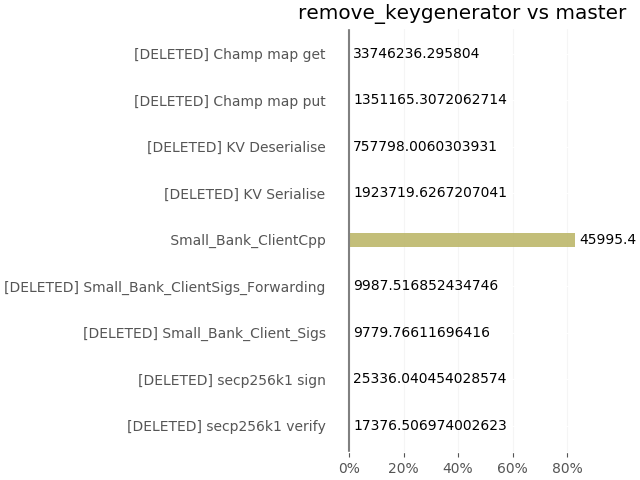 remove_keygenerator vs master
[DELETED] Champ map get 33746236.295804
[DELETED] Champ map put 1351165.3072062714
[DELETED] KV Deserialise 757798.0060303931
[DELETED] KV Serialise 1923719.6267207041
Small_Bank_ClientCpp 45995.4
[DELETED] Small_Bank_ClientSigs_Forwarding 9987.516852434746
[DELETED] Small_Bank_Client_Sigs 9779.76611696416
[DELETED] secp256k1 sign 25336.040454028574
[DELETED] secp256k1 verify 17376.506974002623
0% 20% 40% 60% 80%